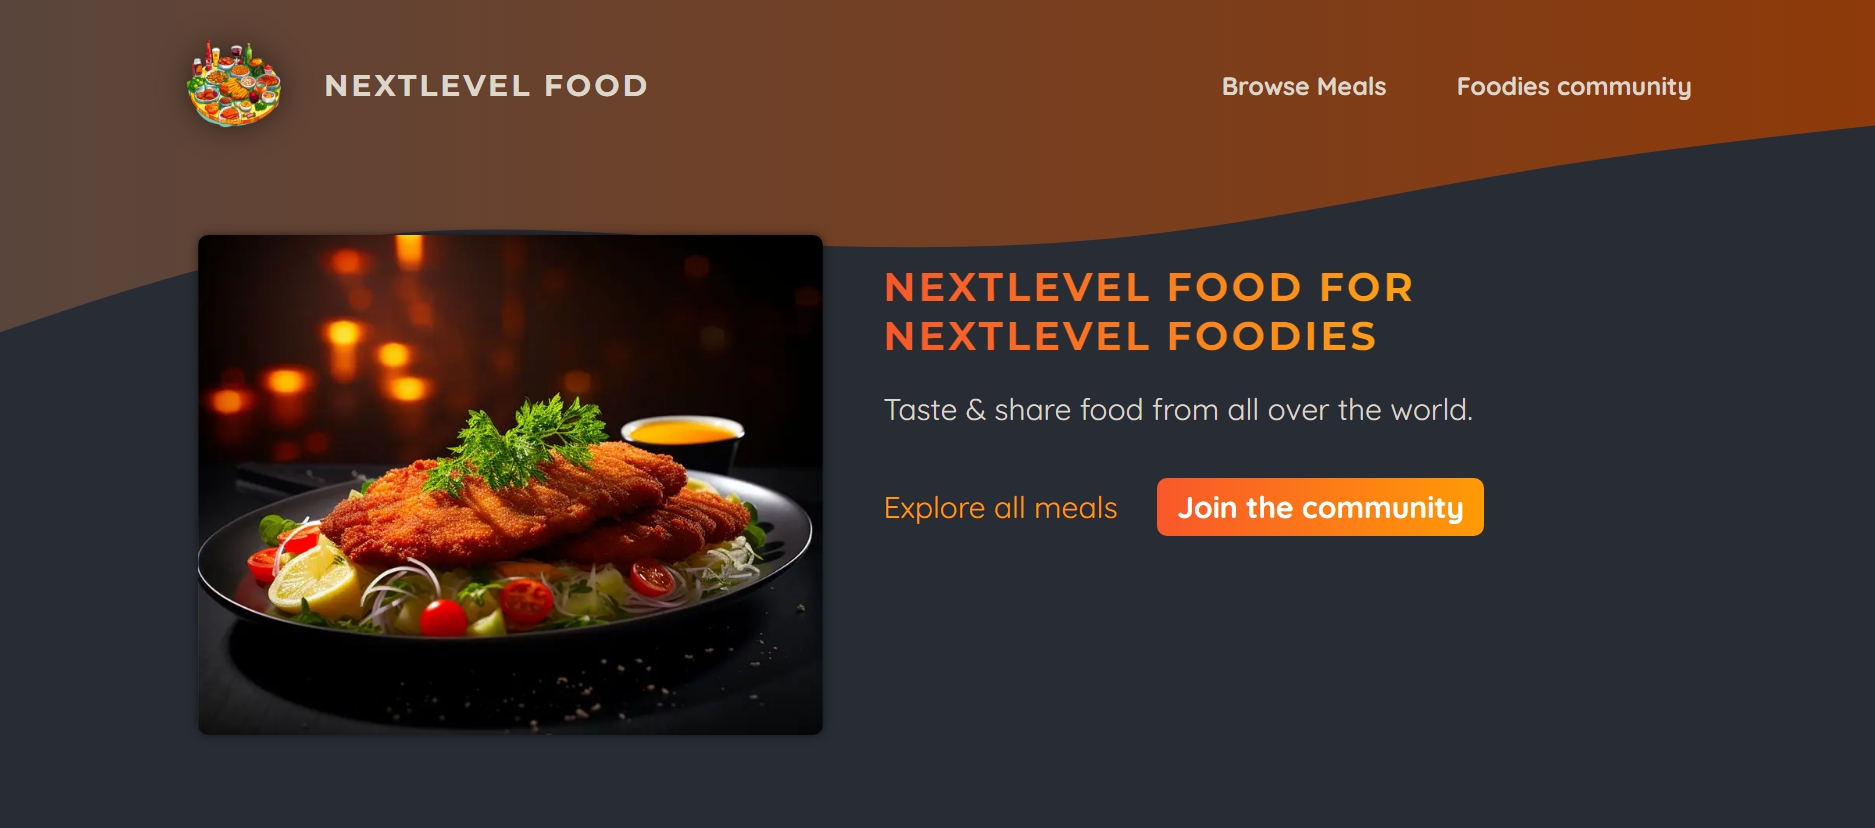 NEXTLEVEL FOOD
Browse Meals
Foodies community
NEXTLEVEL FOOD FOR
NEXTLEVEL FOODIES
Taste & share food from all over the world.
Explore all meals
Join the community